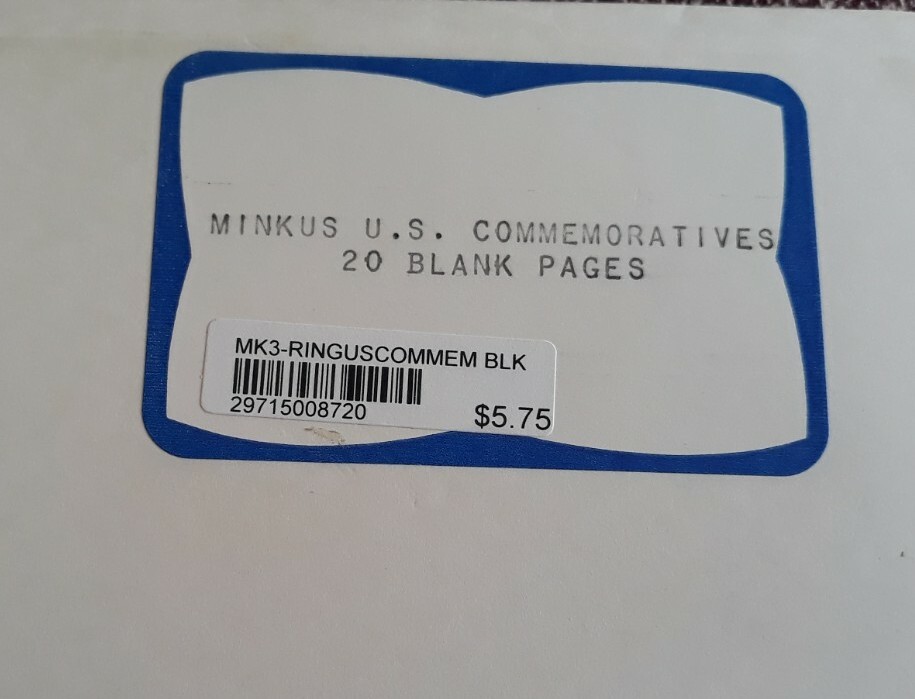 MINKUS U.S. COMMEMORATIVES
20 BLANK PAGES
MK3-RINGUSCOMMEM BLK
29715008720
$5.75